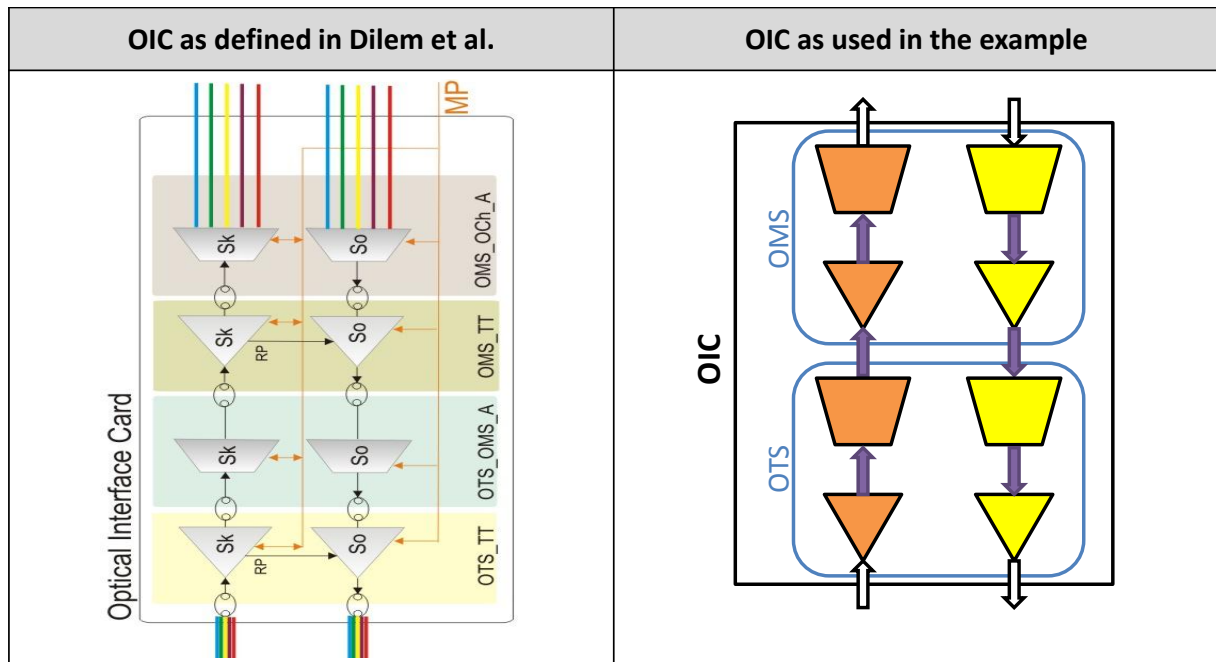 OIC as defined in Dilem et al.
OIC as used in the example
MP
Optical Interface Card
Sk
So
OMS_OCh_A
Sk
So
RP
OMS_TT
Sk
So
OTS_OMS_A
Sk
So
RP
OTS_TT
OIC
OMS
OTS